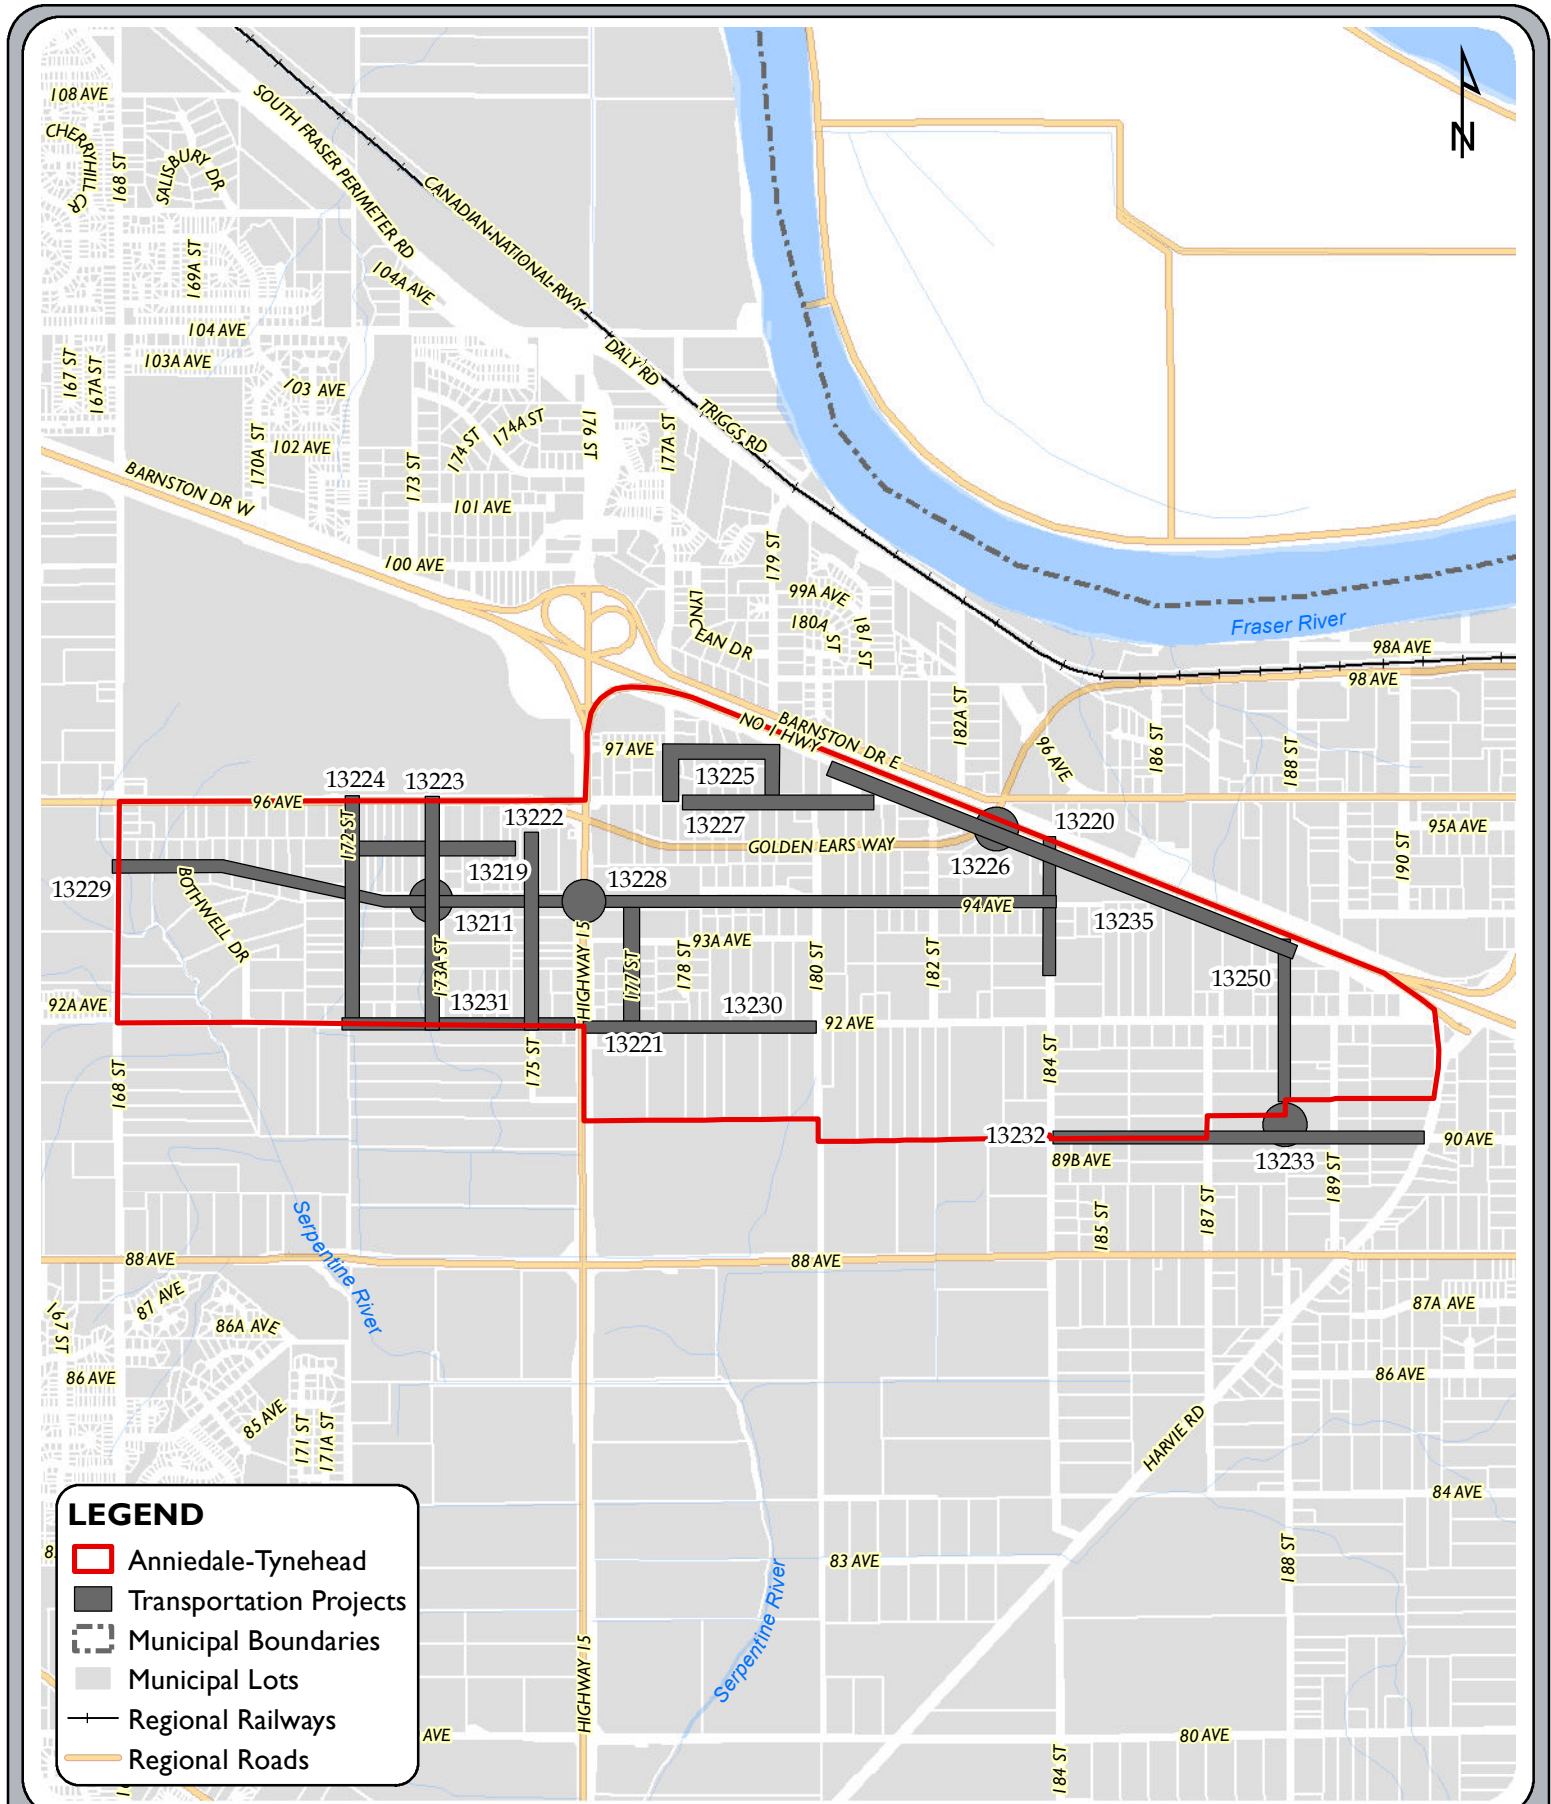 108 AVE
CHERRYHILL CR
168 ST
SALISBURY DR
SOUTH FRASER PERIMETER RD
CANADIAN NATIONAL RWY
N
169A ST
104A AVE
104 AVE
103A AVE
167 ST
167A ST
103 AVE
DALY RD
TRIGGS RD
174A ST
174 ST
176 ST
177A ST
170A ST
102 AVE
173 ST
BARNSTON DR W
101 AVE
100 AVE
179 ST
99A AVE
180A ST
181 ST
LYNC
EAN DR
Fraser River
98A AVE
98 AVE
182A ST
186 ST
188 ST
96 AVE
BARNSTON DR E
NO 1 HWY
97 AVE
13225
13224
13223
13222
96 AVE
13227
13220
172 ST
GOLDEN EARS WAY
95A AVE
190 ST
13219
13226
13229
BOTHWELL DR
13228
13211
94 AVE
13235
93A AVE
173A ST
HIGHWAY 15
177 ST
178 ST
180 ST
182 ST
13250
92A AVE
13231
13230
92 AVE
13221
168 ST
175 ST
184 ST
13232
90 AVE
89B AVE
13233
189 ST
185 ST
187 ST
Serpentine River
88 AVE
88 AVE
87 AVE
167 ST
86A AVE
87A AVE
86 AVE
86 AVE
85 AVE
171 ST
171A ST
HARVIE RD
84 AVE
83 AVE
188 ST
Serpentine River
HIGHWAY 15
AVE
80 AVE
184 ST
LEGEND
Anniedale-Tynehead
Transportation Projects
Municipal Boundaries
Municipal Lots
Regional Railways
Regional Roads